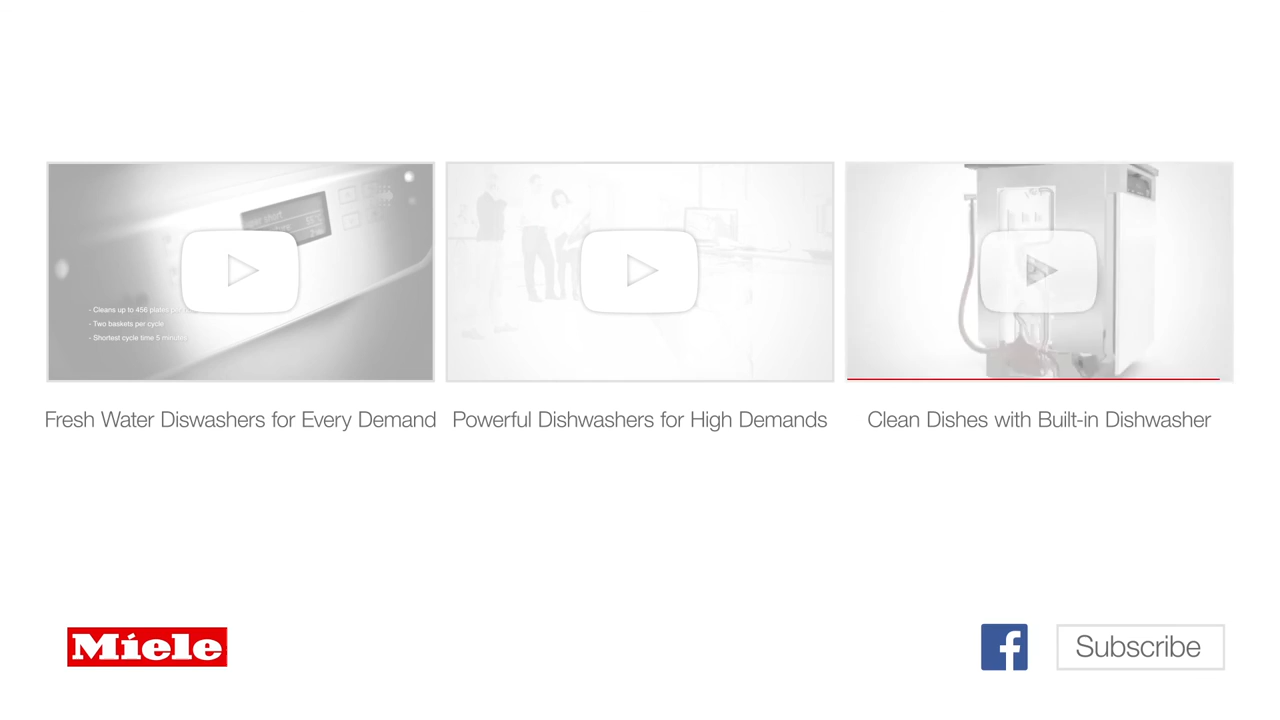 - Cleans up to 456 plates
- Two baskets per cycle
- Shortest cycle time 5 minutes
Fresh Water Diswashers for Every Demand
Powerful Dishwashers for High Demands
Clean Dishes with Built-in Dishwasher
Miele
Subscribe